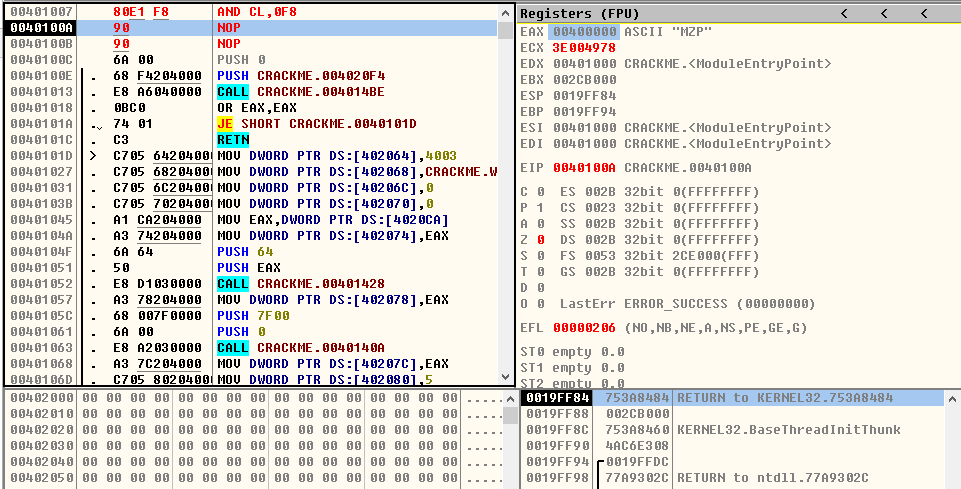 00401007 80E1 F8 AND CL,0F8
0040100A 90 NOP
0040100B 90 NOP
0040100C 6A 00 PUSH 0
0040100E . 68 F4204000 PUSH CRACKME.004020F4
00401013 . E8 A6040000 CALL CRACKME.004014BE
00401018 . 0BC0 OR EAX,EAX
0040101A . 74 01 JE SHORT CRACKME.0040101D
0040101C . C3 RETN
0040101D > C705 64204000 MOV DWORD PTR DS:[402064],4003
00401027 . C705 68204000 MOV DWORD PTR DS:[402068],CRACKME.W
00401031 . C705 6C204000 MOV DWORD PTR DS:[40206C],0
0040103B . C705 70204000 MOV DWORD PTR DS:[402070],0
00401045 . A1 CA204000 MOV EAX,DWORD PTR DS:[4020CA]
0040104A . A3 74204000 MOV DWORD PTR DS:[402074],EAX
0040104F . 6A 64 PUSH 64
00401051 . 50 PUSH EAX
00401052 . E8 D1030000 CALL CRACKME.00401428
00401057 . A3 78204000 MOV DWORD PTR DS:[402078],EAX
0040105C . 68 007F0000 PUSH 7F00
00401061 . 6A 00 PUSH 0
00401063 . E8 A2030000 CALL CRACKME.0040140A
00401068 . A3 7C204000 MOV DWORD PTR DS:[40207C],EAX
0040106D . C705 80204000 MOV DWORD PTR DS:[402080],5
Registers (FPU) < < <
EAX 00400000 ASCII "MZP"
ECX 3E004978
EDX 00401000 CRACKME.<ModuleEntryPoint>
EBX 002CB000
ESP 0019FF84
EBP 0019FF94
ESI 00401000 CRACKME.<ModuleEntryPoint>
EDI 00401000 CRACKME.<ModuleEntryPoint>
EIP 0040100A CRACKME.0040100A
C 0 ES 002B 32bit 0(FFFFFFFF)
P 1 CS 0023 32bit 0(FFFFFFFF)
A 0 SS 002B 32bit 0(FFFFFFFF)
Z 0 DS 002B 32bit 0(FFFFFFFF)
S 0 FS 0053 32bit 2CE000(FFF)
T 0 GS 002B 32bit 0(FFFFFFFF)
D 0
O 0 LastErr ERROR_SUCCESS (00000000)
EFL 00000206 (NO,NB,NE,A,NS,PE,GE,G)
ST0 empty 0.0
ST1 empty 0.0
ST2 empty 0.0
00402000 00 00 00 00 00 00 00 00 00 00 00 00 00 00 00 00 .....
00402010 00 00 00 00 00 00 00 00 00 00 00 00 00 00 00 00 .....
00402020 00 00 00 00 00 00 00 00 00 00 00 00 00 00 00 00 .....
00402030 00 00 00 00 00 00 00 00 00 00 00 00 00 00 00 00 .....
00402040 00 00 00 00 00 00 00 00 00 00 00 00 00 00 00 00 .....
00402050 00 00 00 00 00 00 00 00 00 00 00 00 00 00 00 00 .....
0019FF84 753A8484 RETURN to KERNEL32.753A8484
0019FF88 002CB000
0019FF8C 753A8460 KERNEL32.BaseThreadInitThunk
0019FF90 4AC6E308
0019FF94 0019FFDC
0019FF98 77A9302C RETURN to ntdll.77A9302C